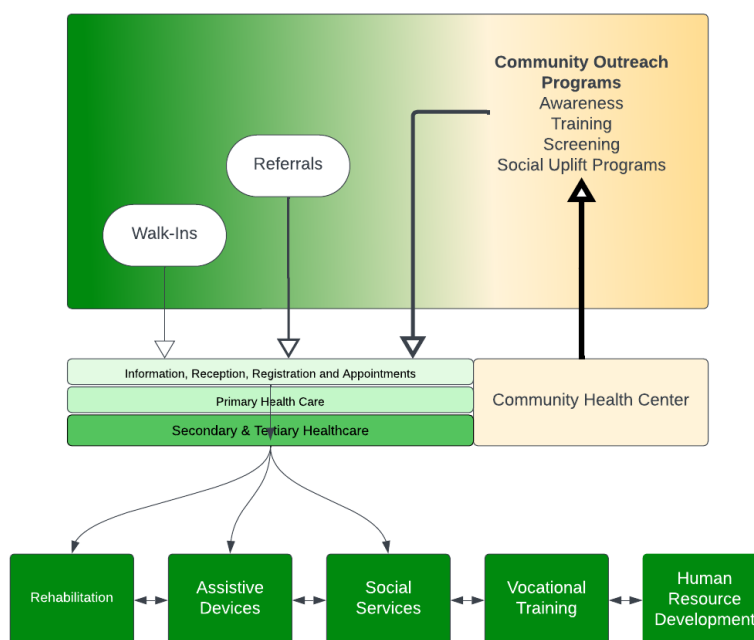 Community Outreach
Programs
Awareness
Training
Screening
Social Uplift Programs
Referrals
Walk-Ins
Information, Reception, Registration and Appointments
Primary Health Care
Secondary & Tertiary Healthcare
Community Health Center
Rehabilitation
Assistive
Devices
Social
Services
Vocational
Training
Human
Resource
Development